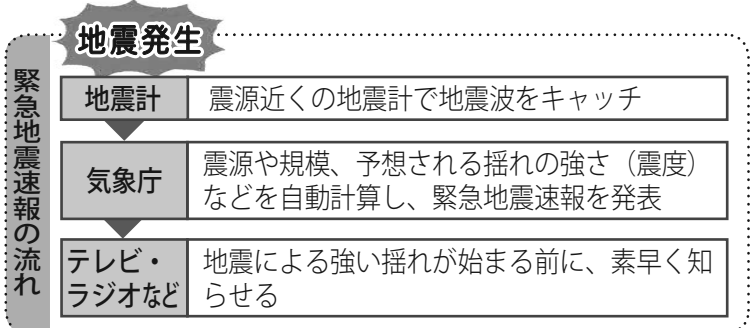 地震発生
緊急地震速報の流れ
地震計
震源近くの地震計で地震波をキャッチ
気象庁
震源や規模、予想される揺れの強さ（震度）
などを自動計算し、緊急地震速報を発表
テレビ・
ラジオなど
地震による強い揺れが始まる前に、素早く知
らせる